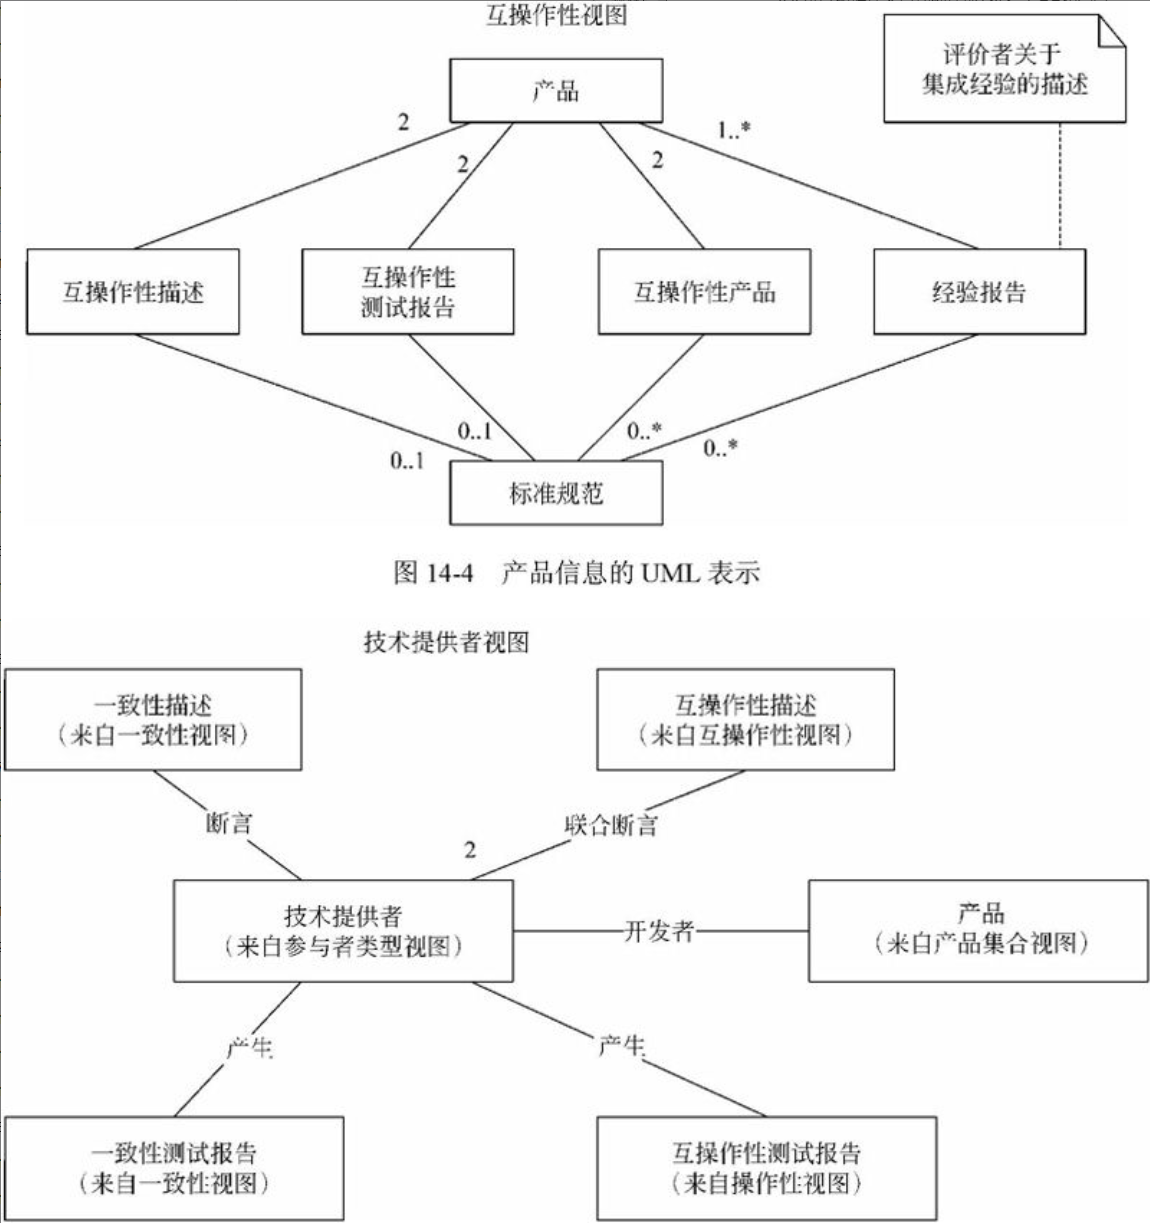 互操作性视图
评价者关于
集成经验的描述
产品
2
2
2
1..*
互操作性描述
互操作性
测试报告
互操作性产品
经验报告
0..1
0..1
0..*
0..*
标准规范
图 14-4 产品信息的 UML 表示
技术提供者视图
一致性描述
（来自一致性视图）
互操作性描述
（来自互操作性视图）
断言
联合断言
2
技术提供者
（来自参与者类型视图）
开发者
产品
（来自产品集合视图）
产生
产生
一致性测试报告
（来自一致性视图）
互操作性测试报告
（来自操作性视图）